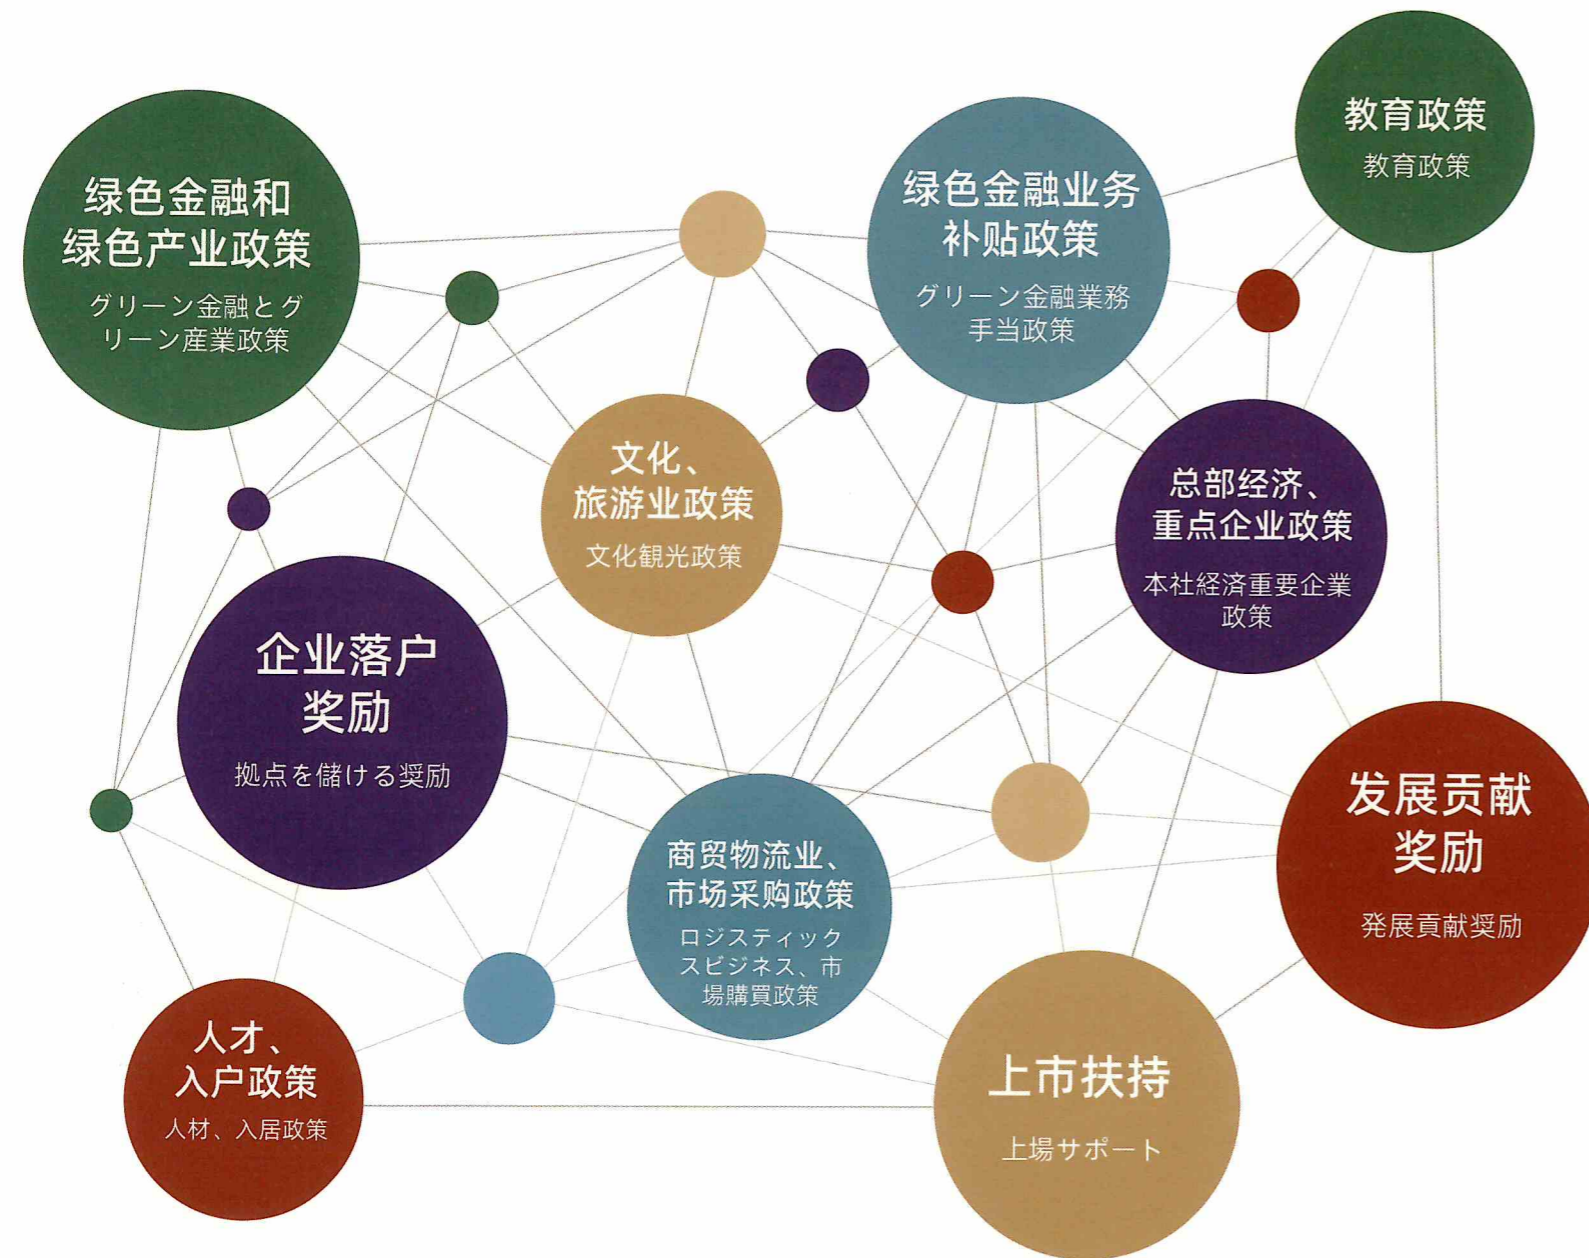 绿色金融和
绿色产业政策
グリーン金融とグ
リーン産業政策
绿色金融业务
补贴政策
グリーン金融業務
手当政策
教育政策
教育政策
文化、
旅游业政策
文化観光政策
总部经济、
重点企业政策
本社経済重要企業
政策
企业落户
奖励
拠点を儲ける奨励
商贸物流业、
市场采购政策
ロジスティック
スビジネス、市
場購買政策
发展贡献
奖励
発展貢献奨励
人才、
入户政策
人材、入居政策
上市扶持
上場サポート